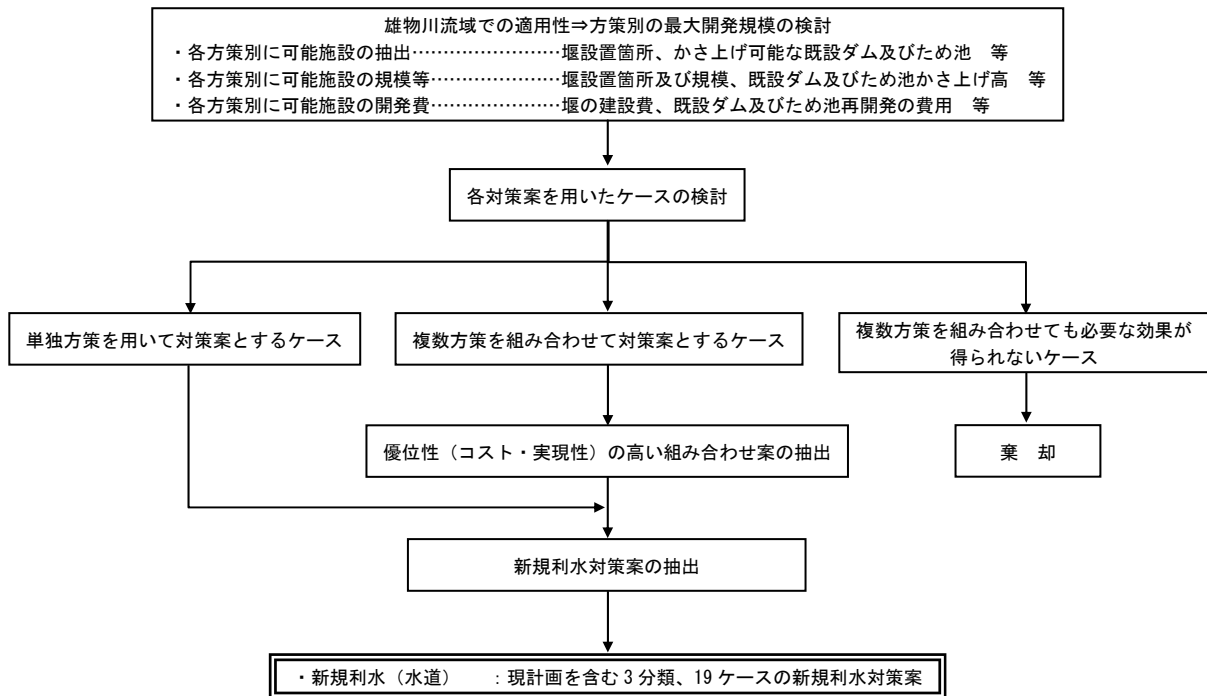 雄物川流域での適用性⇒方策別の最大開発規模の検討
・各方策別に可能施設の抽出……………………堰設置箇所、かさ上げ可能な既設ダム及びため池　等
・各方策別に可能施設の規模等…………………堰設置箇所及び規模、既設ダム及びため池かさ上げ高　等
・各方策別に可能施設の開発費…………………堰の建設費、既設ダム及びため池再開発の費用　等
各対策案を用いたケースの検討
単独方策を用いて対策案とするケース
複数方策を組み合わせて対策案とするケース
複数方策を組み合わせても必要な効果が
得られないケース
優位性（コスト・実現性）の高い組み合わせ案の抽出
棄　却
新規利水対策案の抽出
・新規利水（水道）　：現計画を含む 3 分類、19 ケースの新規利水対策案